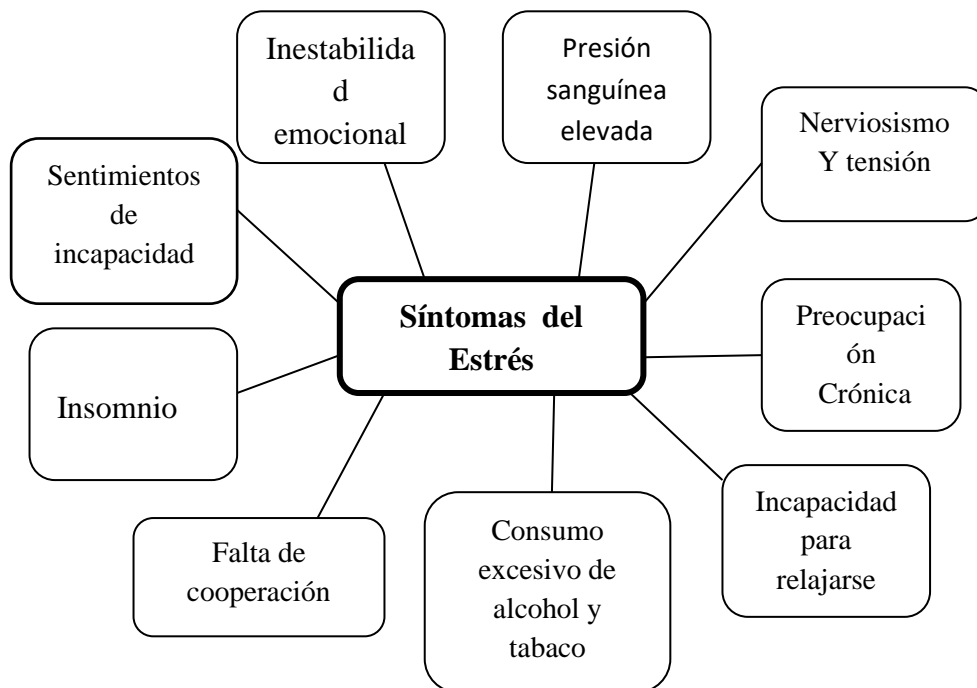 Inestabilida
d
emocional
Presión
sanguínea
elevada
Nerviosismo
Y tensión
Sentimientos
de
incapacidad
Síntomas del
Estrés
Preocupaci
ón
Crónica
Insomnio
Incapacidad
para
relajarse
Falta de
cooperación
Consumo
excesivo de
alcohol y
tabaco